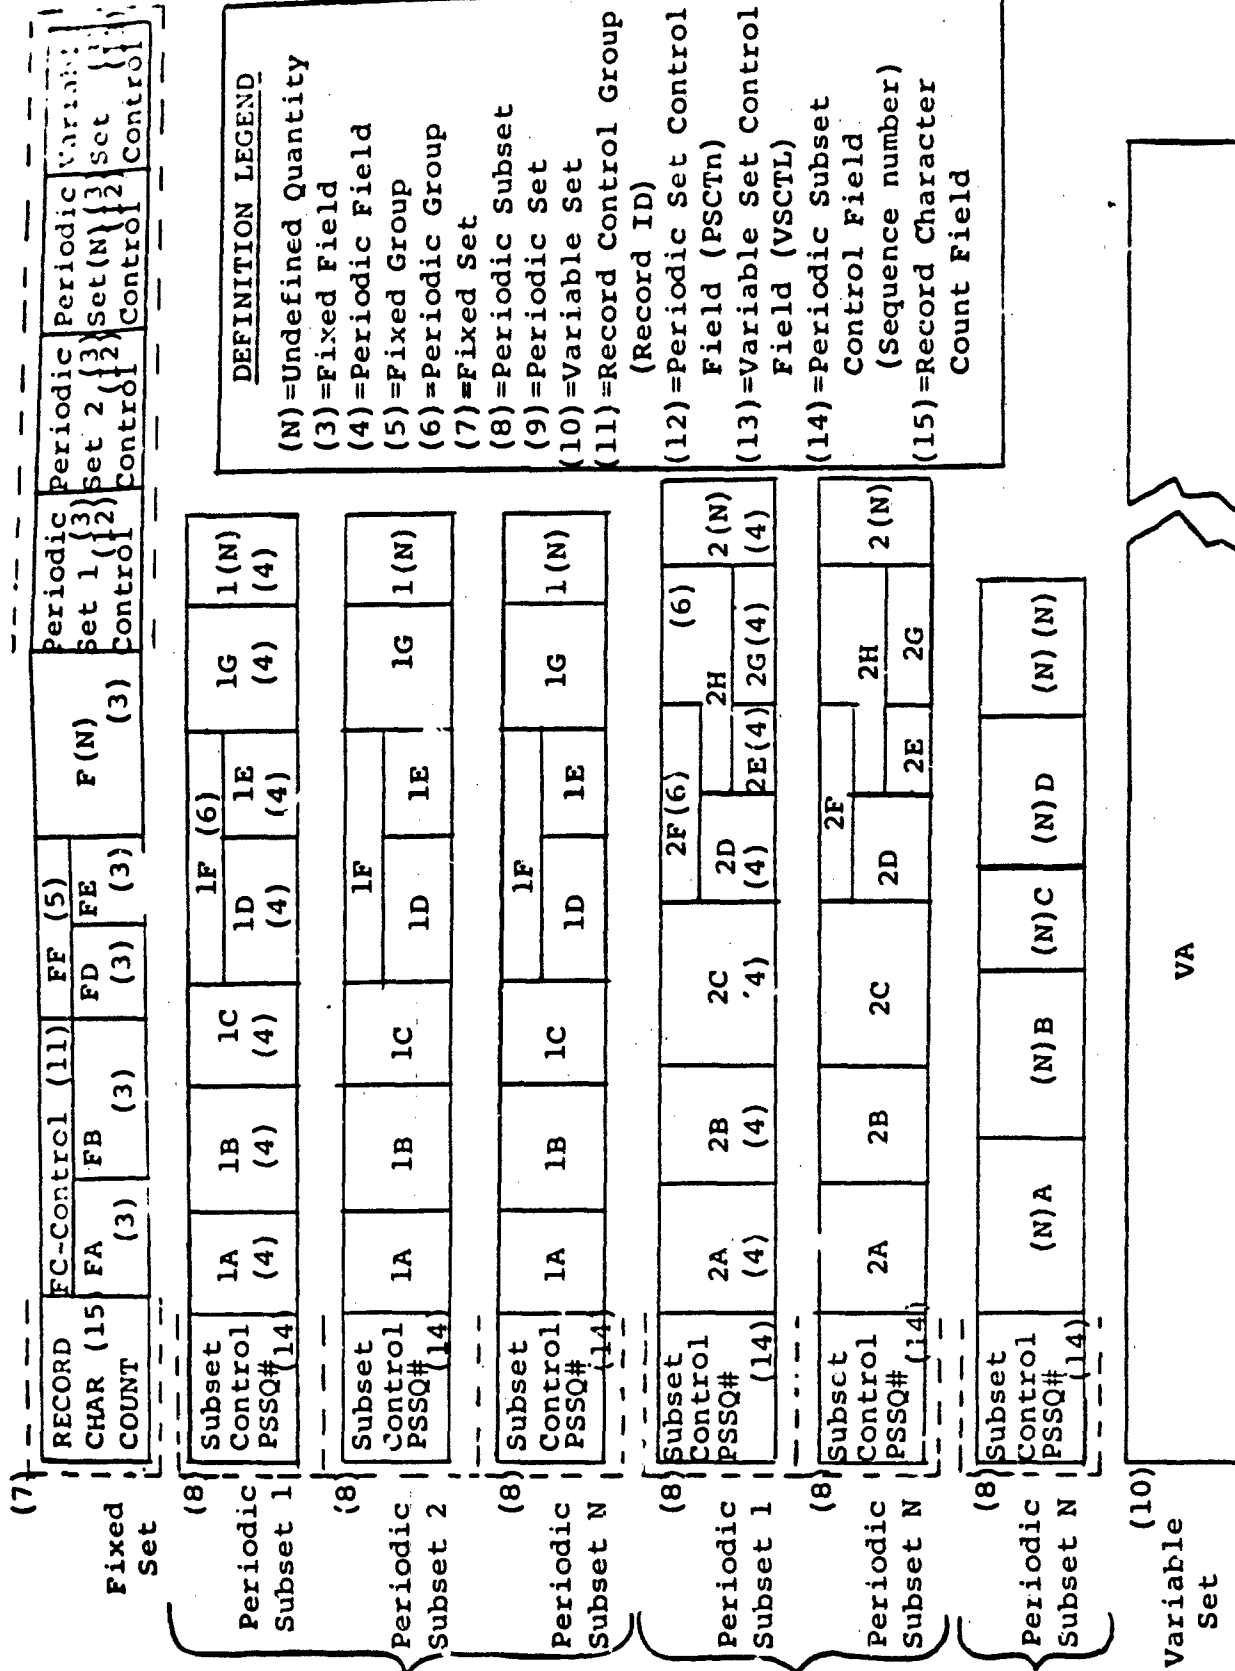 (7)
Fixed
Set
RECORD
CHAR (15)
COUNT
FC-Control (11)
FA
(3)
FB
(3)
FF (5)
FD
(3)
FE
(3)
F(N)
(3)
Periodic
Set 1 (3)
(12)
Control
Periodic
Set 2 (3)
(12)
Control
Periodic
Set(N) (3)
(12)
Control
Set
Control
(8)
Periodic
Subset 1
Subset
Control
PSSQ#
(14)
1A
(4)
1B
(4)
1C
(4)
1F (6)
1D
(4)
1E
(4)
1G
(4)
1(N)
(4)
(8)
Periodic
Subset 2
Subset
Control
PSSQ#
(14)
1A
1B
1C
1F
1D
1E
1G
1(N)
(8)
Periodic
Subset N
Subset
Control
PSSQ#
(14)
1A
1B
1C
1F
1D
1E
1G
1(N)
(8)
Periodic
Subset 1
Subset
Control
PSSQ#
(14)
2A
(4)
2B
(4)
2C
'4)
2F(6)
2D
(4)
(6)
2H
2E(4)
2G(4)
2(N)
(4)
(8)
Periodic
Subset N
Subsct
Control
PSSQ#
(14)
2A
2B
2C
2F
2D
2H
2E
2G
2(N)
(8)
Periodic
Subset N
Subset
Control
PSSQ#
(14)
(N)A
(N)B
(N)C
(N)D
(N)(N)
(10)
Variable
Set
VA
DEFINITION LEGEND
(N)=Undefined Quantity
(3)=Fixed Field
(4)=Periodic Field
(5)=Fixed Group
(6)=Periodic Group
(7)=Fixed Set
(8)=Periodic Subset
(9)=Periodic Set
(10)=Variable Set
(11)=Record Control Group
(Record ID)
(12)=Periodic Set Control
Field (PSCTn)
(13)=Variable Set Control
Field (VSCTL)
(14)=Periodic Subset
Control Field
(Sequence number)
(15)=Record Character
Count Field